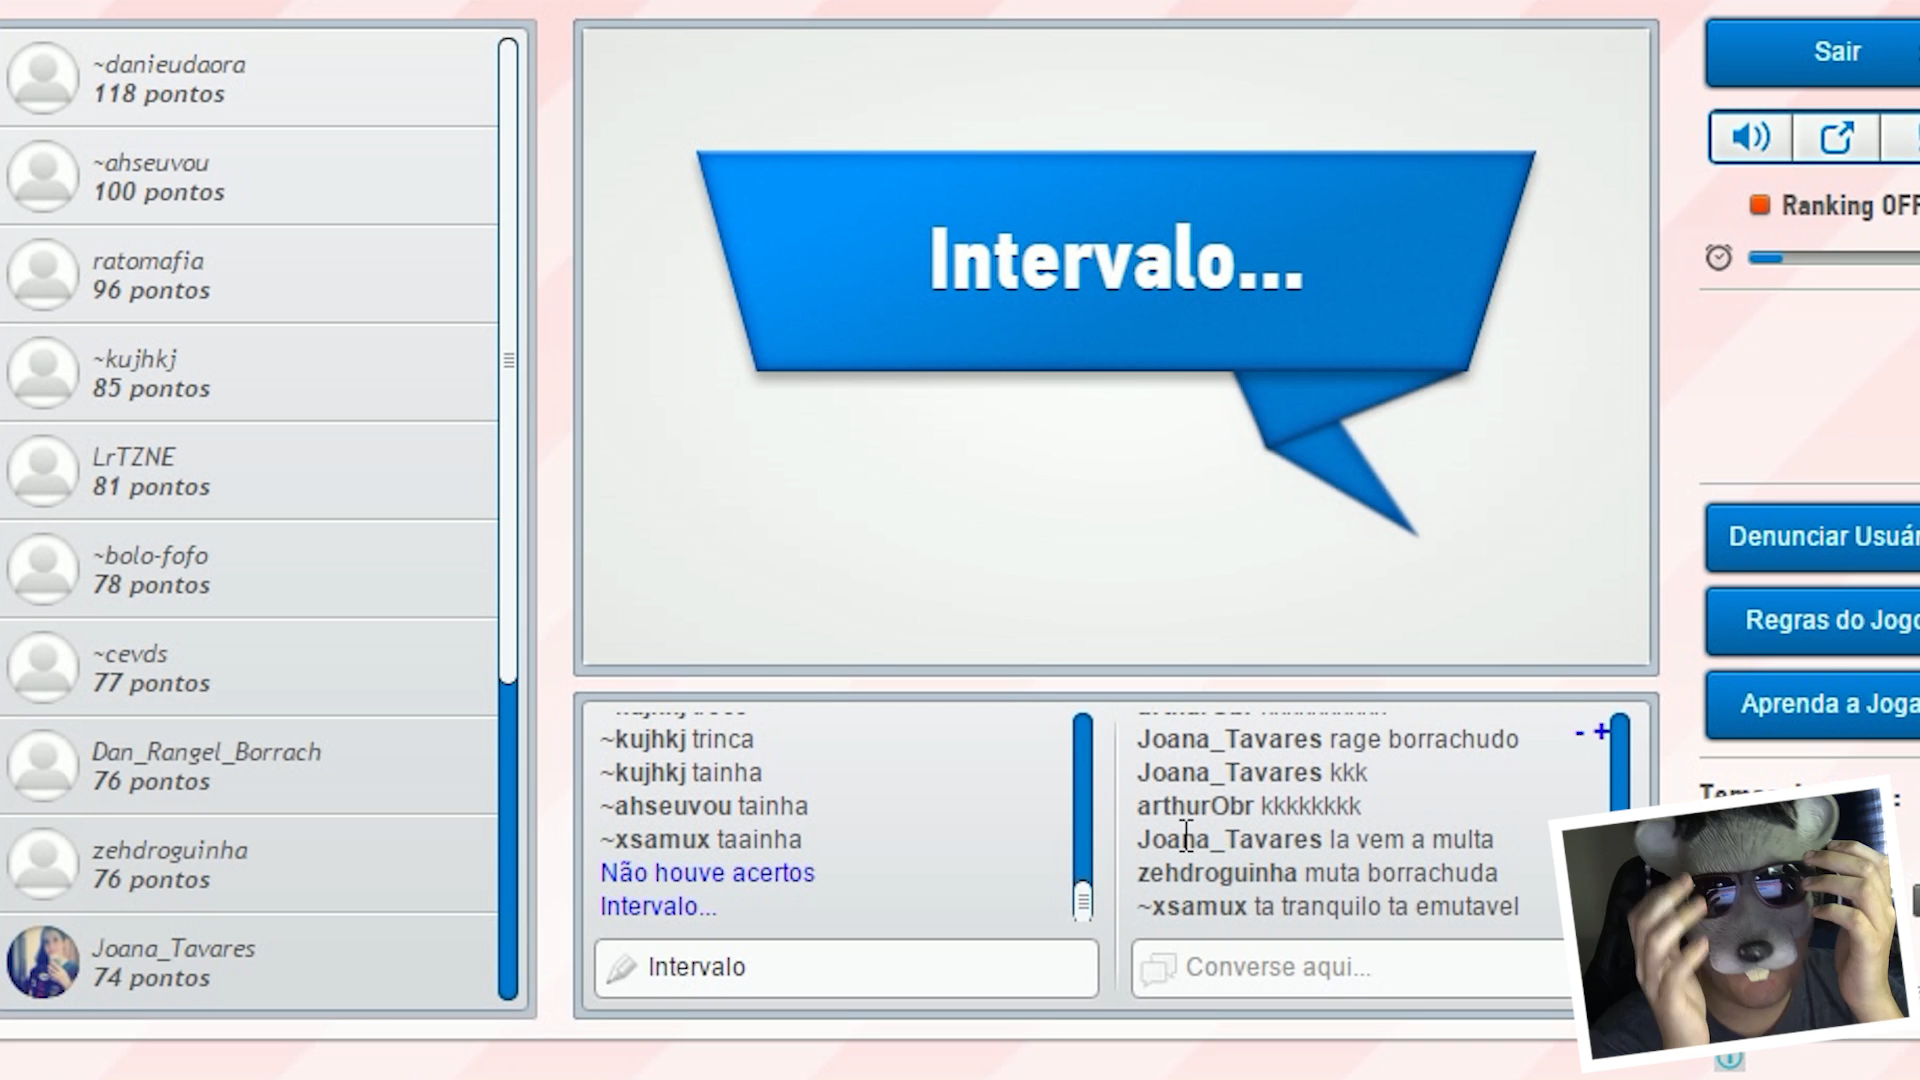 ~danieudaora
118 pontos
~ahseuvou
100 pontos
ratomafia
96 pontos
~kujhkj
85 pontos
LrTZNE
81 pontos
~bolo-fofo
78 pontos
~cevds
77 pontos
Dan_Rangel_Borrach
76 pontos
zehdroguinha
76 pontos
Joana_Tavares
74 pontos
Intervalo...
~kujhkj trinca
~kujhkj tainha
~ahseuvou tainha
~xsamux taainha
Não houve acertos
Intervalo...
Intervalo
- +
Joana_Tavares rage borrachudo
Joana_Tavares kkk
arthurObr kkkkkkkk
Joana_Tavares la vem a multa
zehdroguinha muta borrachuda
~xsamux ta tranquilo ta emutavel
Converse aqui...
Sair
Ranking OFF
Denunciar Usuár
Regras do Jogo
Aprenda a Joga